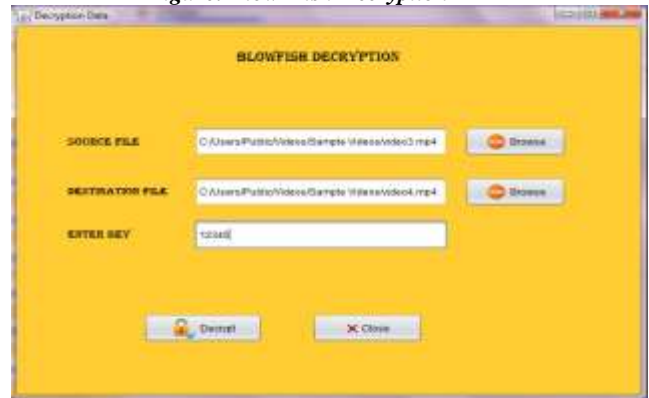 Decryption Data
BLOWFISH DECRYPTION
SOURCE FILE C:/Users/Public/Videos/Sample Videos/video3.mp4 Browse
DESTINATION FILE C:/Users/Public/Videos/Sample Videos/video4.mp4 Browse
ENTER KEY 12345
Decrypt Close